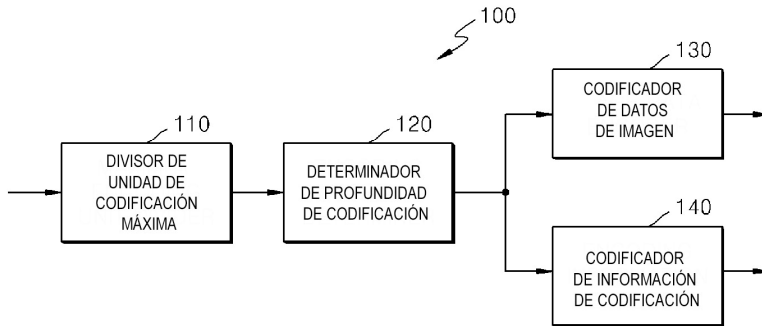 100
110
DIVISOR DE
UNIDAD DE
CODIFICACIÓN
MÁXIMA
120
DETERMINADOR
DE PROFUNDIDAD
DE CODIFICACIÓN
130
CODIFICADOR
DE DATOS
DE IMAGEN
140
CODIFICADOR
DE INFORMACIÓN
DE CODIFICACIÓN